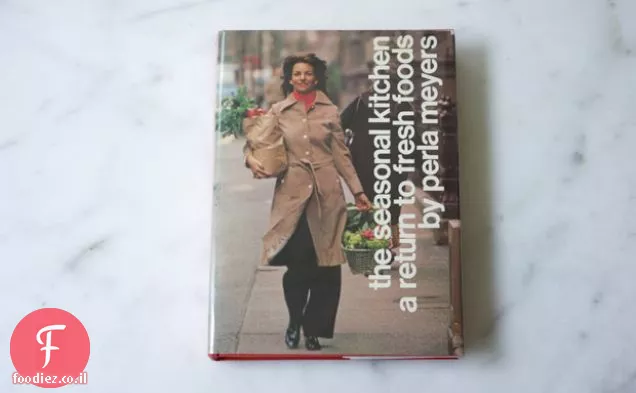 the seasonal kitchen
a return to fresh foods
by perla meyers
F
foodiez.co.il